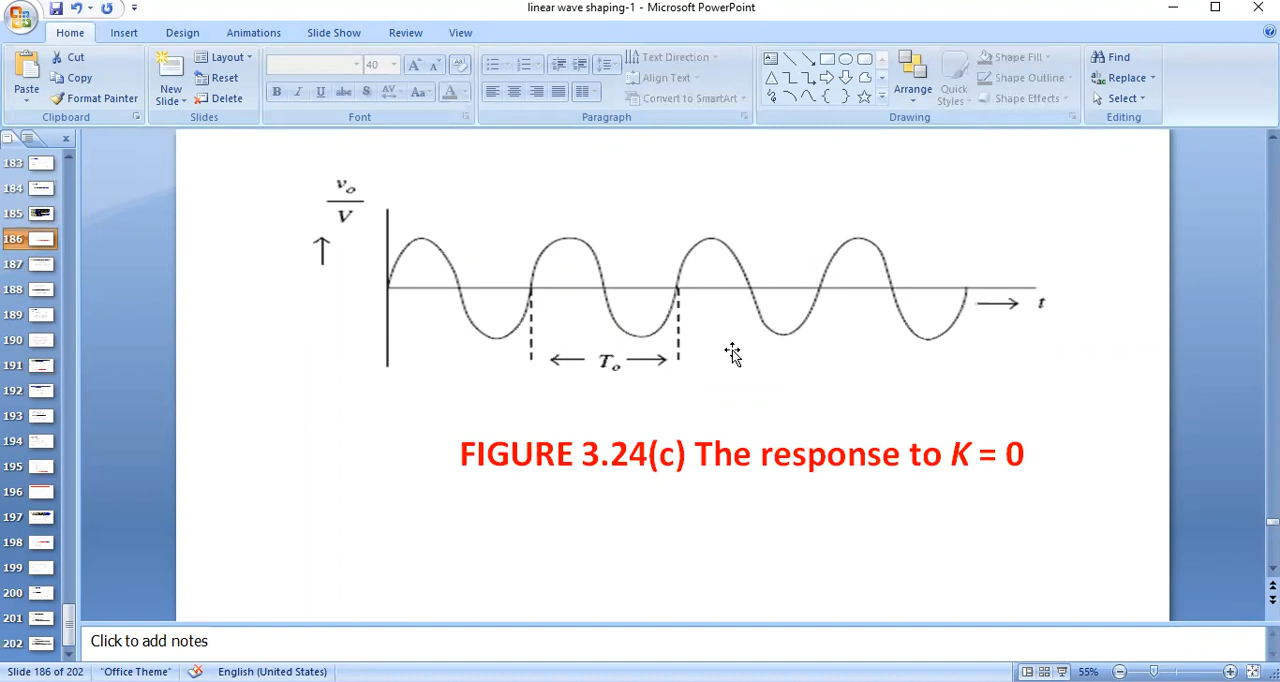 linear wave shaping-1 - Microsoft PowerPoint
Home Insert Design Animations Slide Show Review View
Paste
Cut
Copy
Format Painter
Clipboard
New Slide
Layout
Reset
Delete
Slides
40
B I U abc S AV Aa A
Font
Text Direction
Align Text
Convert to SmartArt
Paragraph
Arrange
Quick Styles
Shape Fill
Shape Outline
Shape Effects
Drawing
Find
Replace
Select
Editing
183
184
185
186
187
188
189
190
191
192
193
194
195
196
197
198
199
200
201
202
vo
V
t
To
FIGURE 3.24(c) The response to K = 0
Click to add notes
Slide 186 of 202 "Office Theme" English (United States) 55%